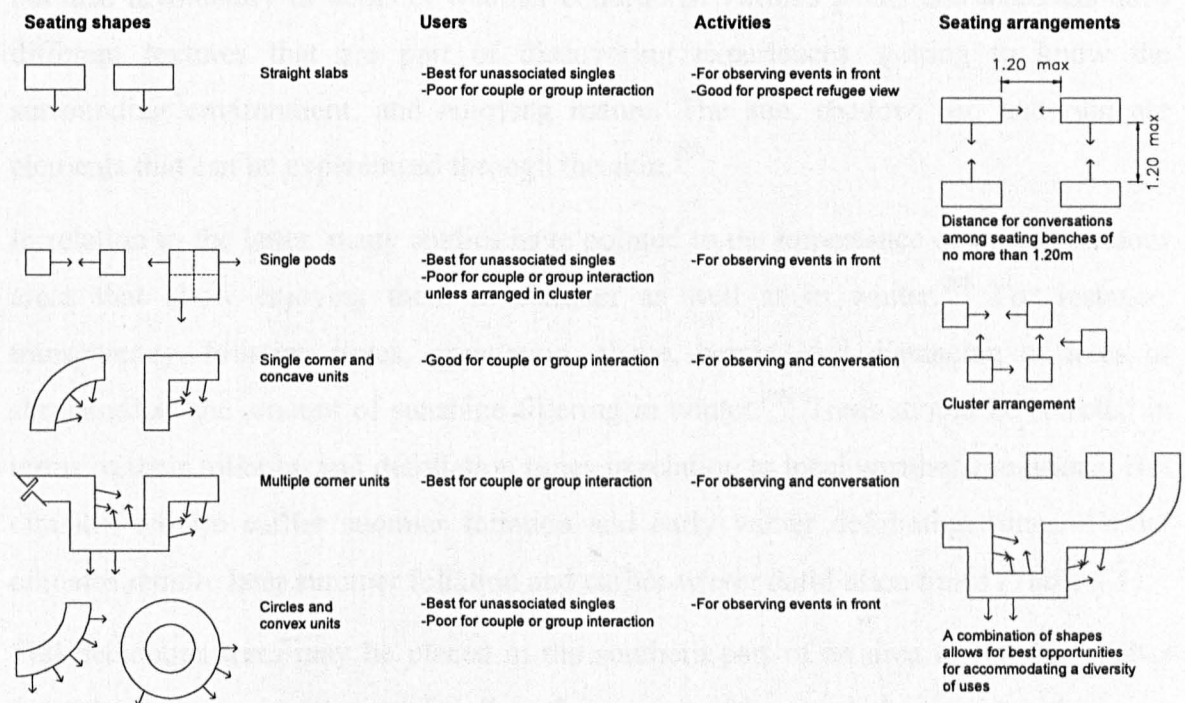 Seating shapes
Users
Activities
Seating arrangements
Straight slabs
-Best for unassociated singles
-Poor for couple or group interaction
-For observing events in front
-Good for prospect refugee view
1.20 max
1.20 max
Distance for conversations
among seating benches of
no more than 1.20m
Single pods
-Best for unassociated singles
-Poor for couple or group interaction
unless arranged in cluster
-For observing events in front
Single corner and
concave units
-Good for couple or group interaction
-For observing and conversation
Cluster arrangement
Multiple corner units
-Best for couple or group interaction
-For observing and conversation
Circles and
convex units
-Best for unassociated singles
-Poor for couple or group interaction
-For observing events in front
A combination of shapes
allows for best opportunities
for accommodating a diversity
of uses